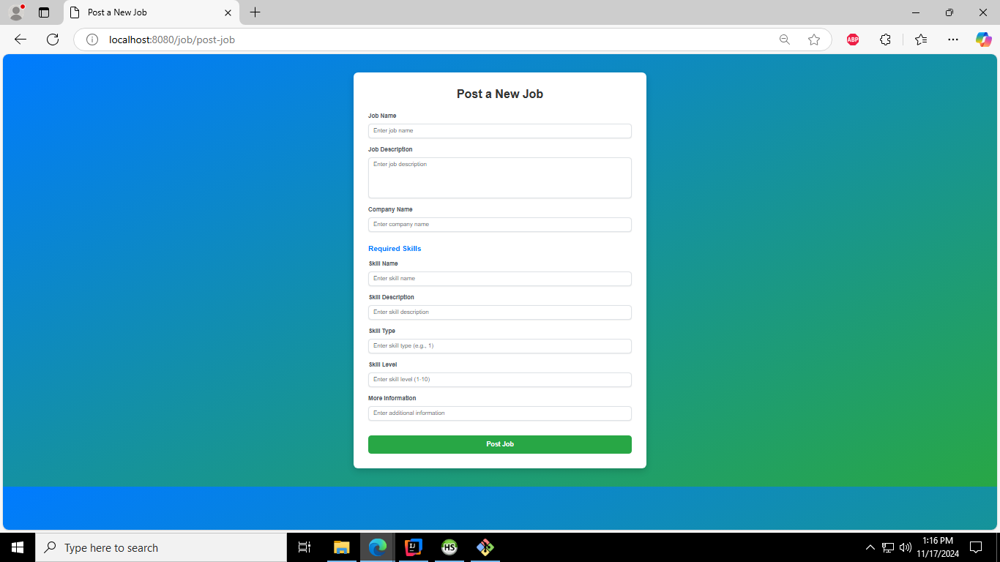 Post a New Job
localhost:8080/job/post-job
ABP
Post a New Job
Job Name
Enter job name
Job Description
Enter job description
Company Name
Enter company name
Required Skills
Skill Name
Enter skill name
Skill Description
Enter skill description
Skill Type
Enter skill type (e.g., 1)
Skill Level
Enter skill level (1-10)
More Information
Enter additional information
Post Job
Type here to search
IJ
HS
1:16 PM
11/17/2024